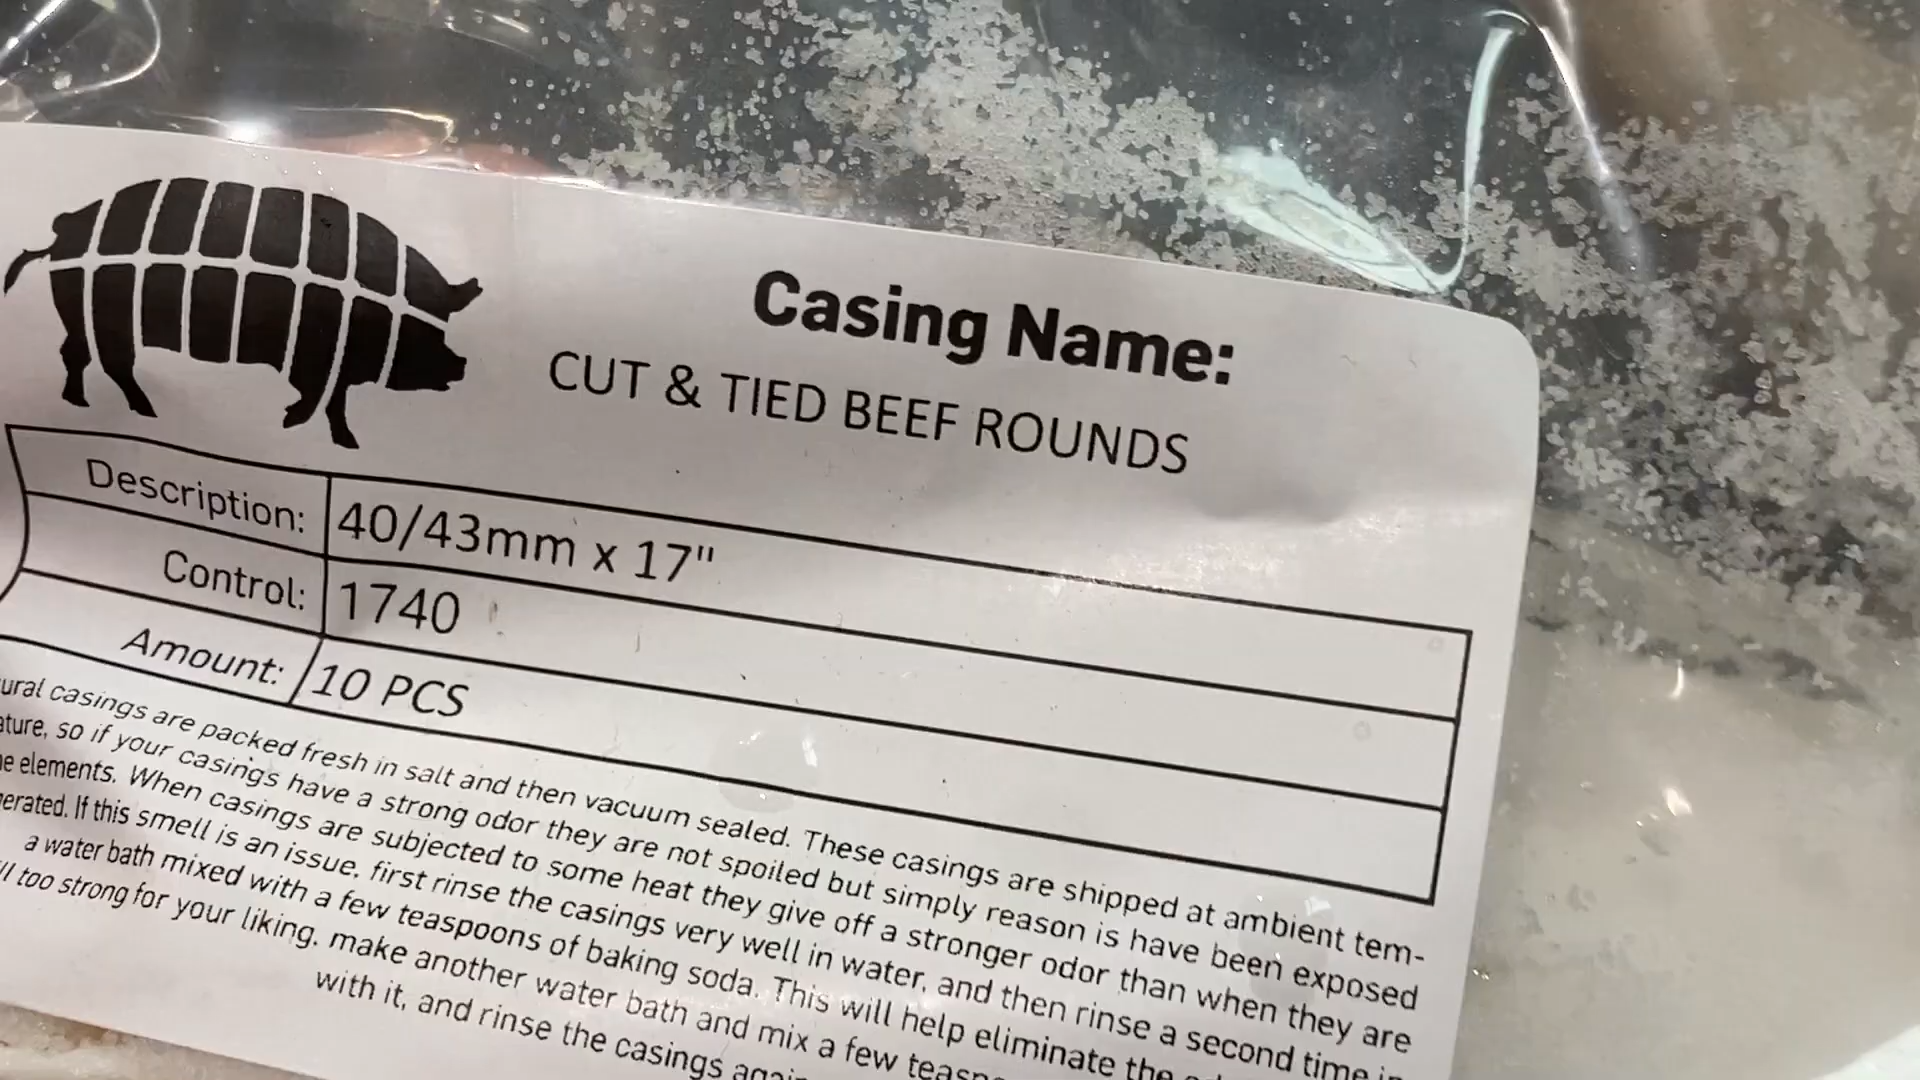 Casing Name:
CUT & TIED BEEF ROUNDS
Description: 40/43mm x 17"
Control: 1740
Amount: 10 PCS
casings are packed fresh in salt and then vacuum sealed. These casings are shipped at ambient tem-
so if your casings have a strong odor they are not spoiled but simply reason is have been exposed
elements. When casings are subjected to some heat they give off a stronger odor than when they are
If this smell is an issue, first rinse the casings very well in water, and then rinse a second time in
a water bath mixed with a few teaspoons of baking soda. This will help eliminate the
too strong for your liking, make another water bath and mix a few
with it, and rinse the casings